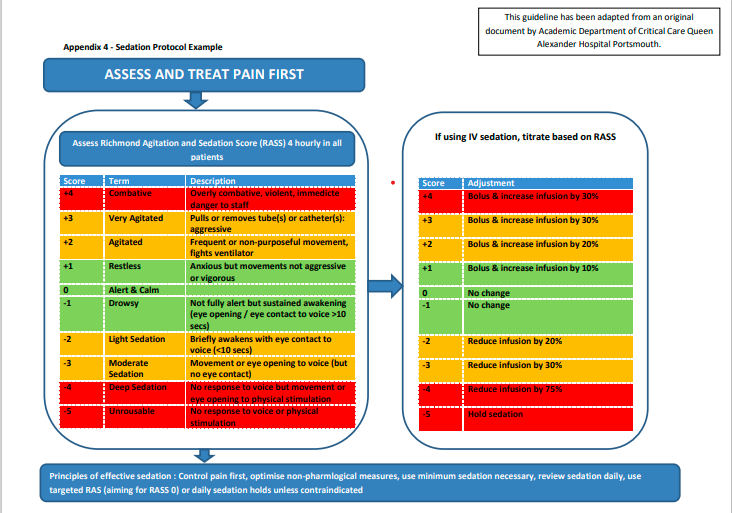 This guideline has been adapted from an original
document by Academic Department of Critical Care Queen
Alexander Hospital Portsmouth.
Appendix 4 - Sedation Protocol Example
ASSESS AND TREAT PAIN FIRST
Assess Richmond Agitation and Sedation Score (RASS) 4 hourly in all
patients
Score Term Description
+4 Combative Overly combative, violent, immedicte
danger to staff
+3 Very Agitated Pulls or removes tube(s) or catheter(s):
aggressive
+2 Agitated Frequent or non-purposeful movement,
fights ventilator
+1 Restless Anxious but movements not aggressive
or vigorous
0 Alert & Calm
-1 Drowsy Not fully alert but sustained awakening
(eye opening / eye contact to voice >10
secs)
-2 Light Sedation Briefly awakens with eye contact to
voice (<10 secs)
-3 Moderate Movement or eye opening to voice (but
Sedation no eye contact)
-4 Deep Sedation No response to voice but movement or
eye opening to physical stimulation
-5 Unrousable No response to voice or physical
stimulation
If using IV sedation, titrate based on RASS
Score Adjustment
+4 Bolus & increase infusion by 30%
+3 Bolus & increase infusion by 30%
+2 Bolus & increase infusion by 20%
+1 Bolus & increase infusion by 10%
0 No change
-1 No change
-2 Reduce infusion by 20%
-3 Reduce infusion by 30%
-4 Reduce infusion by 75%
-5 Hold sedation
Principles of effective sedation : Control pain first, optimise non-pharmlogical measures, use minimum sedation necessary, review sedation daily, use
targeted RAS (aiming for RASS 0) or daily sedation holds unless contraindicated